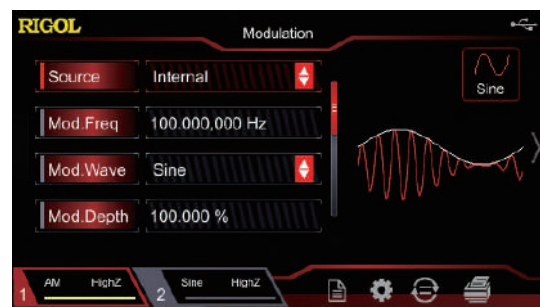 RIGOL
Modulation
Source Internal
Sine
Mod.Freq 100.000,000 Hz
Mod.Wave Sine
Mod.Depth 100.000 %
1 AM HighZ 2 Sine HighZ